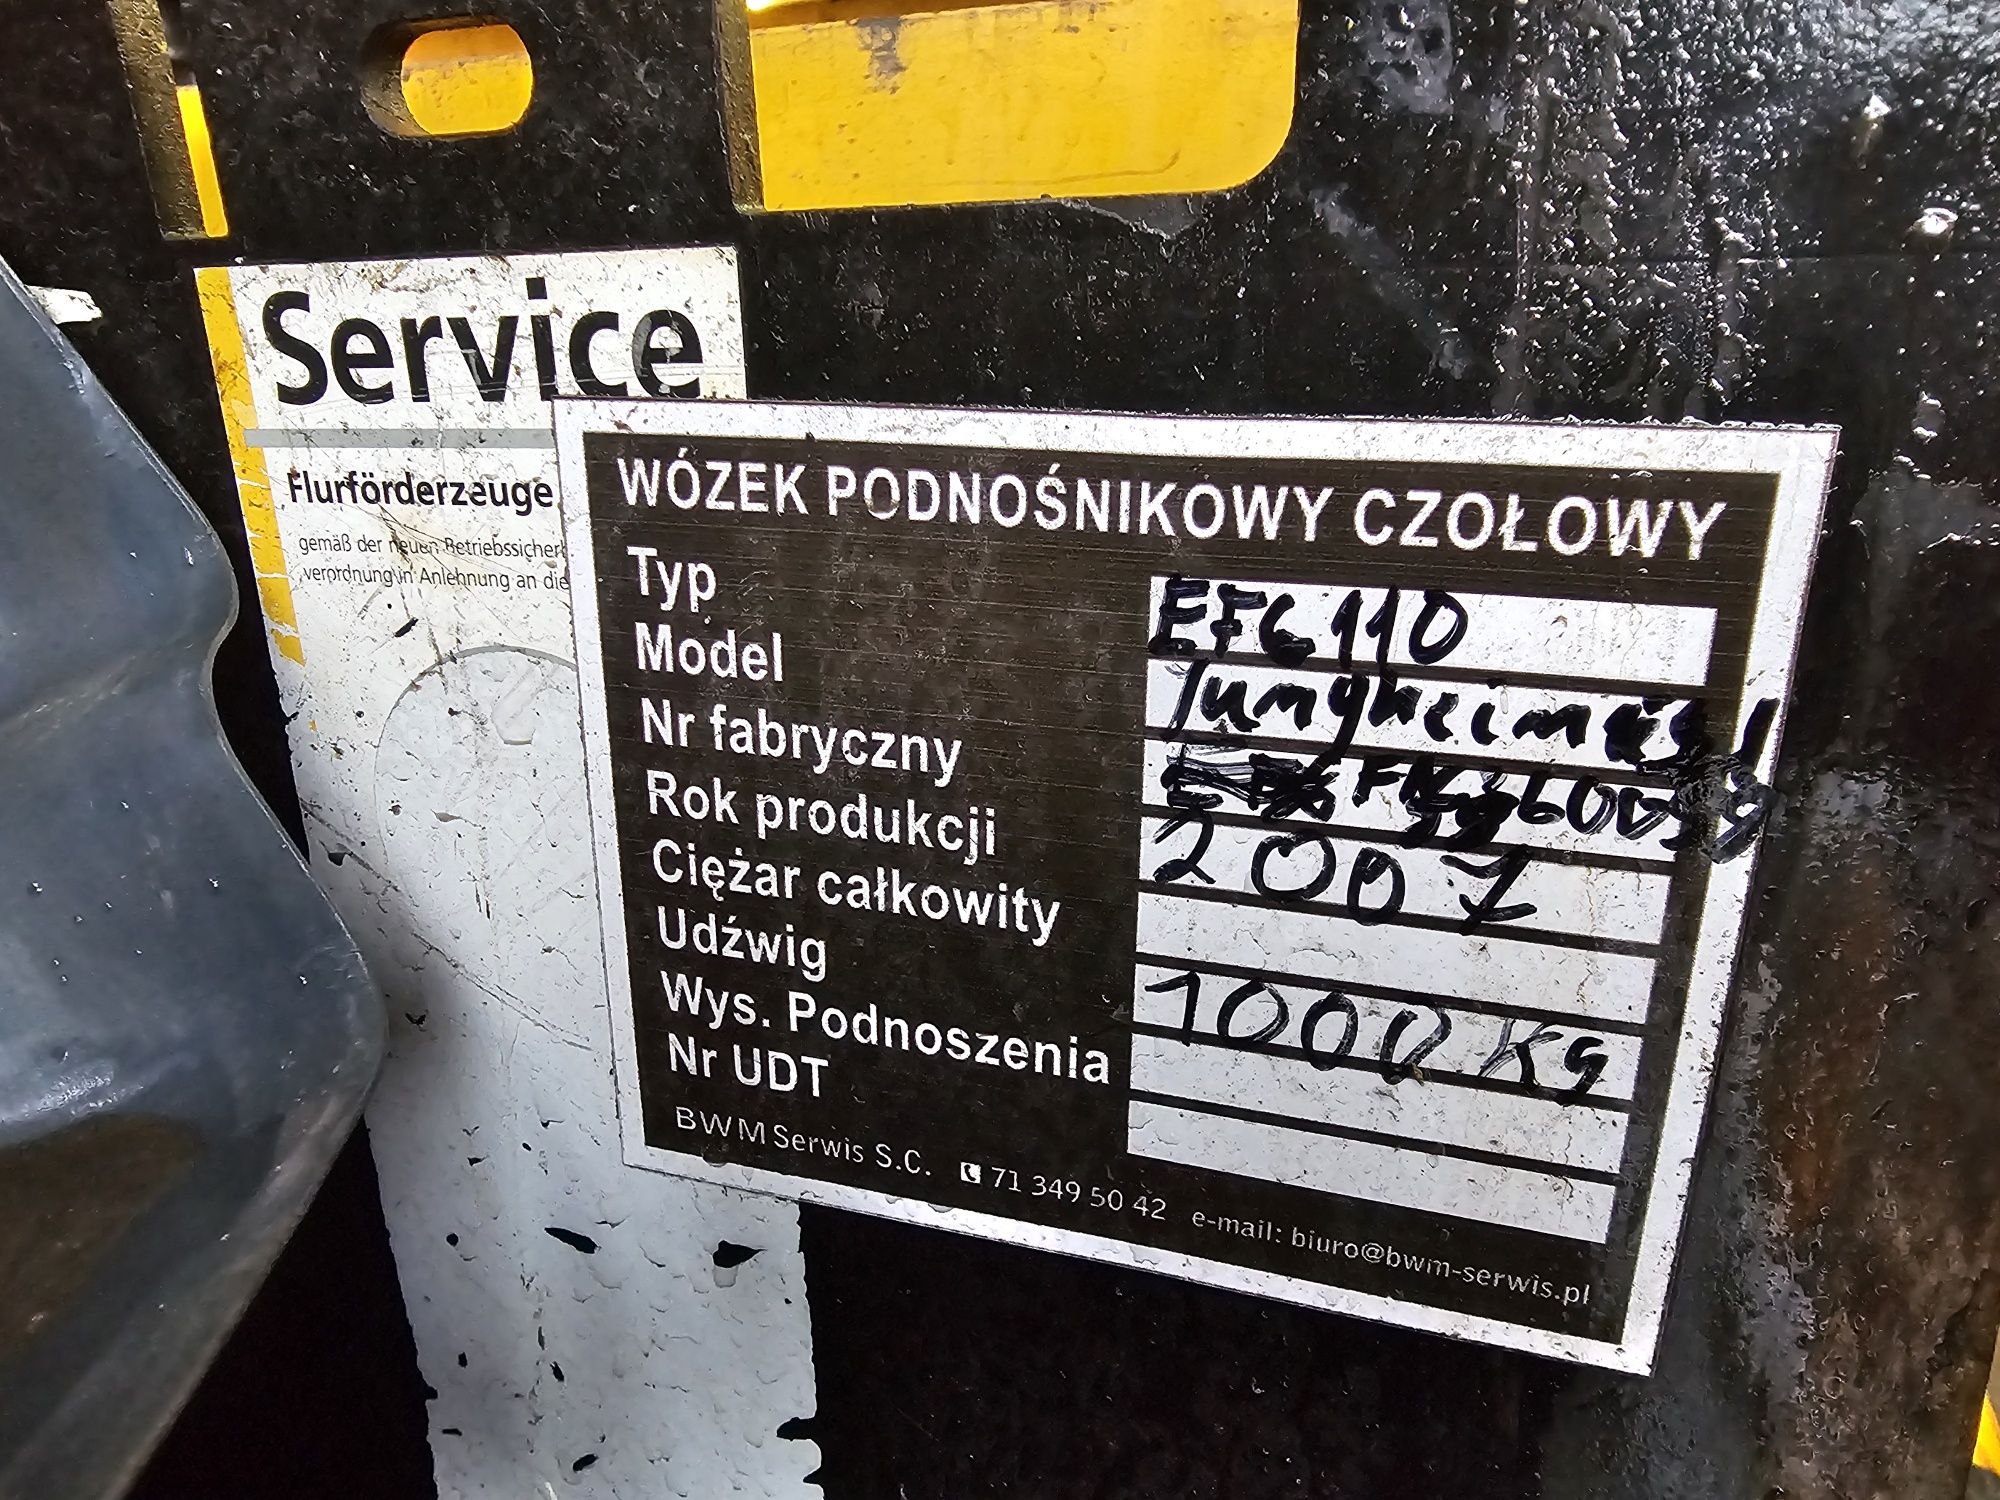 Service
Flurförderzeuge
gemäß der neuen Betriebssicher
verordnung in Anlehnung an die
WÓZEK PODNOŚNIKOWY CZOŁOWY
Typ EFG 110
Model Jungheinrich
Nr fabryczny
Rok produkcji 2007
Ciężar całkowity
Udźwig 1000 Kg
Wys. Podnoszenia
Nr UDT
BWM Serwis S.C. 71 349 50 42 e-mail: biuro@bwm-serwis.pl